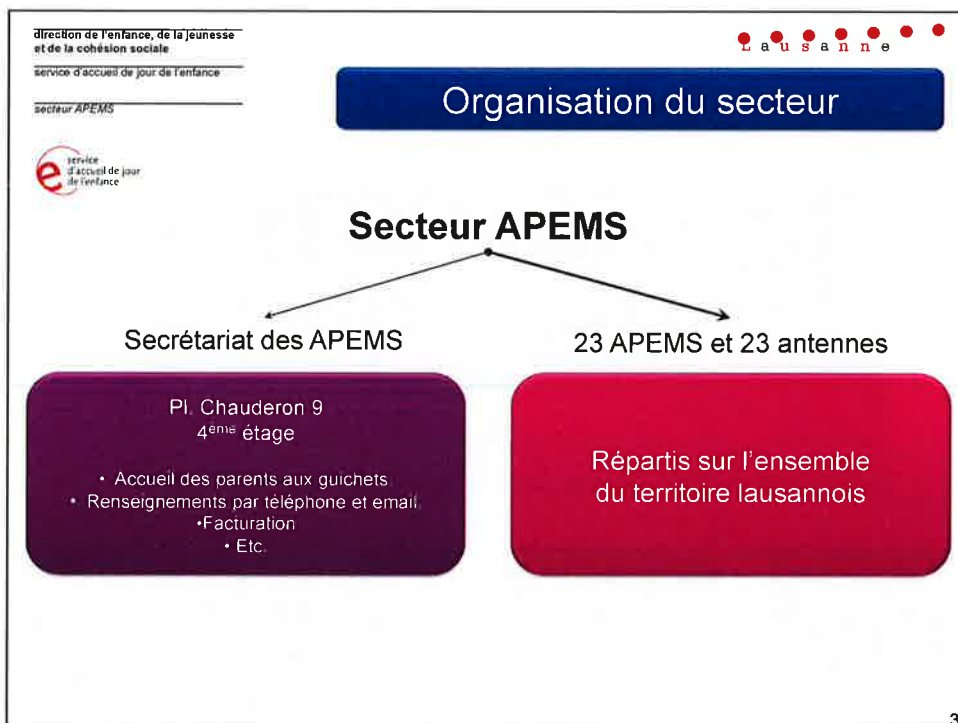 direction de l'enfance, de la jeunesse
et de la cohésion sociale
service d'accueil de jour de l'enfance
secteur APEMS
Lausanne
Organisation du secteur
e service
d'accueil de jour
de l'enfance
Secteur APEMS
Secrétariat des APEMS
23 APEMS et 23 antennes
Pl. Chauderon 9
4ème étage
• Accueil des parents aux guichets
• Renseignements par téléphone et email
•Facturation
• Etc.
Répartis sur l'ensemble
du territoire lausannois
3